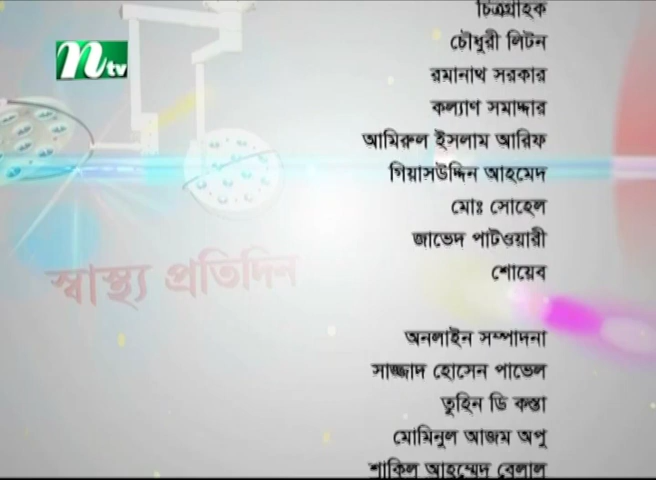 ntv
স্বাস্থ্য প্রতিদিন
চিত্রগ্রাহক
চৌধুরী লিটন
রমানাথ সরকার
কল্যাণ সমাদ্দার
আমিরুল ইসলাম আরিফ
গিয়াসউদ্দিন আহমেদ
মোঃ সোহেল
জাভেদ পাটওয়ারী
শোয়েব
অনলাইন সম্পাদনা
সাজ্জাদ হোসেন পাভেল
তুহিন ডি কস্তা
মোমিনুল আজম অপু
শাকিল আহম্মেদ বেলাল